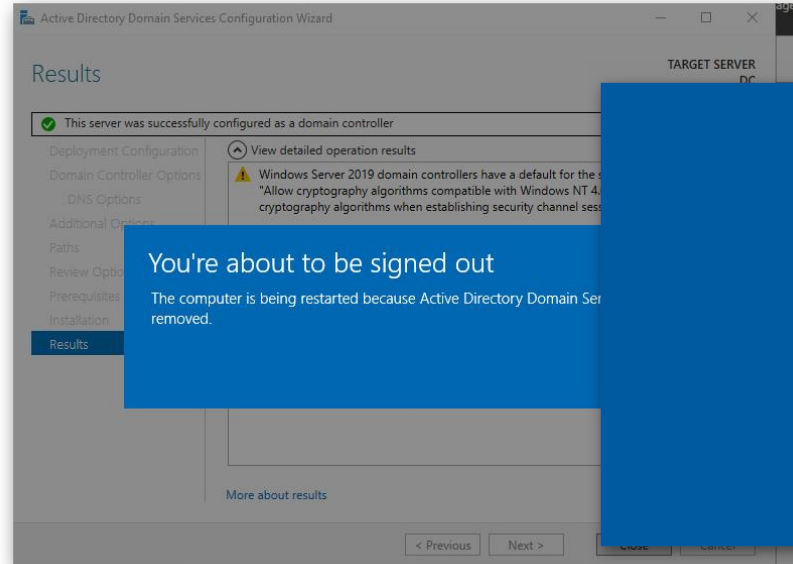 Active Directory Domain Services Configuration Wizard
Results
TARGET SERVER
DC
This server was successfully configured as a domain controller
Deployment Configuration
View detailed operation results
Domain Controller Options
Windows Server 2019 domain controllers have a default for the
"Allow cryptography algorithms compatible with Windows NT 4.
DNS Options
cryptography algorithms when establishing security channel
Additional Options
Paths
You're about to be signed out
Review
The computer is being restarted because Active Directory Domain
removed.
Prerequisites
Installation
Results
More about results
< Previous
Next >
Close
Cancel